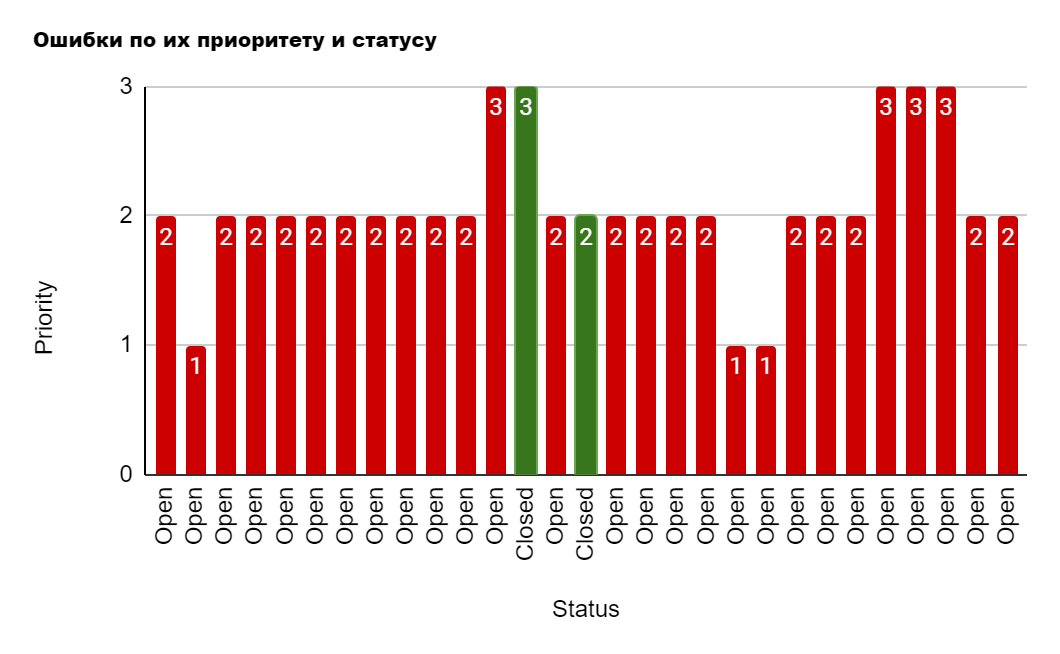 Ошибки по их приоритету и статусу
3
3 3 3 3 3
2
2 2 2 2 2 2 2 2 2 2 2 2 2 2 2 2 2 2 2 2 2
Priority
1
1 1 1
0
Open Open Open Open Open Open Open Open Open Open Open Open Closed Open Closed Open Open Open Open Open Open Open Open Open Open Open Open Open Open
Status